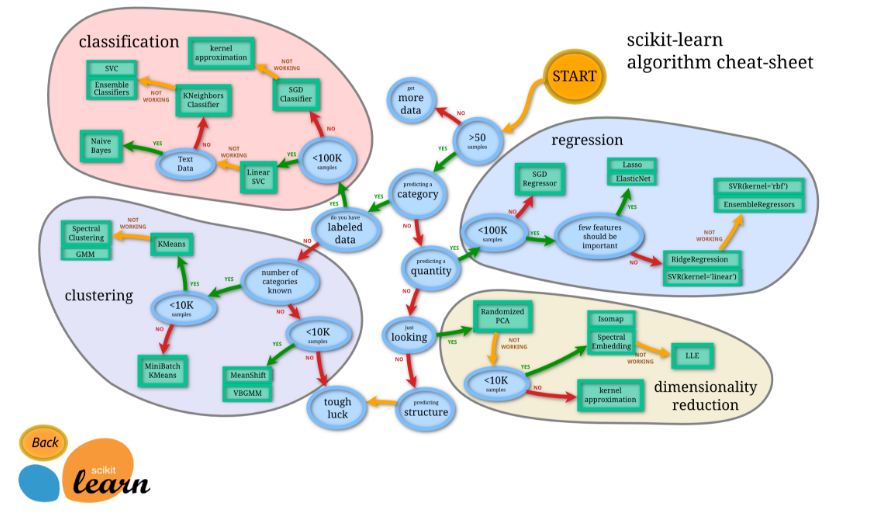 scikit-learn
algorithm cheat-sheet
START
classification
kernel
approximation
NOT
WORKING
SVC
Ensemble
Classifiers
NOT
WORKING
KNeighbors
Classifier
SGD
Classifier
NO
NO
Naive
Bayes
YES
Text
Data
NOT
WORKING
Linear
SVC
YES
<100K
samples
YES
get
more
data
NO
>50
samples
YES
predicting a
category
YES
do you have
labeled
data
NO
NO
predicting a
quantity
YES
NO
just
looking
YES
NO
predicting
structure
tough
luck
regression
SGD
Regressor
NO
<100K
samples
YES
few features
should be
important
YES
Lasso
ElasticNet
NO
RidgeRegression
SVR(kernel='linear')
NOT
WORKING
SVR(kernel='rbf')
EnsembleRegressors
clustering
Spectral
Clustering
GMM
NOT
WORKING
KMeans
YES
number of
categories
known
YES
NO
<10K
samples
NO
MiniBatch
KMeans
<10K
samples
YES
NO
MeanShift
VBGMM
dimensionality
reduction
Randomized
PCA
NOT
WORKING
<10K
samples
YES
NO
Isomap
Spectral
Embedding
NOT
WORKING
LLE
kernel
approximation
Back
scikit
learn